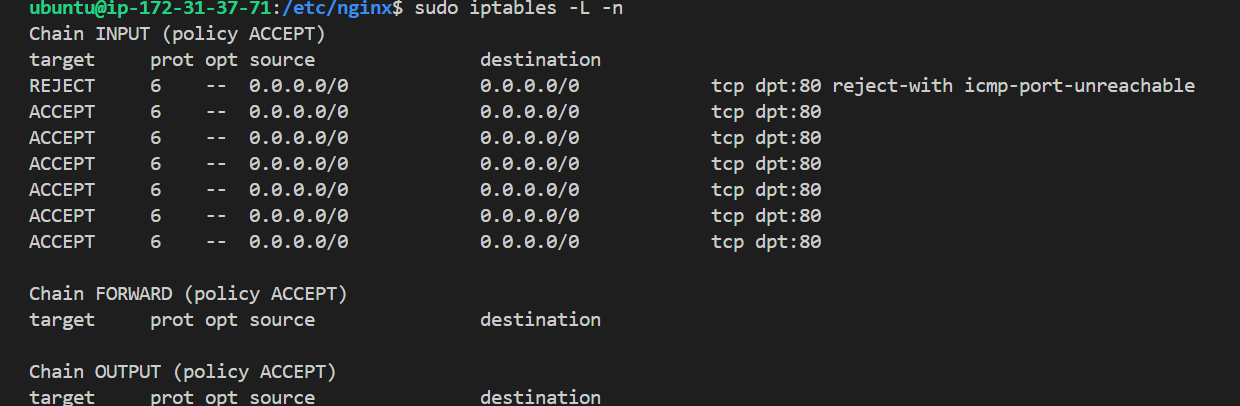 ubuntu@ip-172-31-37-71:/etc/nginx$ sudo iptables -L -n
Chain INPUT (policy ACCEPT)
target     prot opt source               destination
REJECT     6    --  0.0.0.0/0            0.0.0.0/0            tcp dpt:80 reject-with icmp-port-unreachable
ACCEPT     6    --  0.0.0.0/0            0.0.0.0/0            tcp dpt:80
ACCEPT     6    --  0.0.0.0/0            0.0.0.0/0            tcp dpt:80
ACCEPT     6    --  0.0.0.0/0            0.0.0.0/0            tcp dpt:80
ACCEPT     6    --  0.0.0.0/0            0.0.0.0/0            tcp dpt:80
ACCEPT     6    --  0.0.0.0/0            0.0.0.0/0            tcp dpt:80
ACCEPT     6    --  0.0.0.0/0            0.0.0.0/0            tcp dpt:80

Chain FORWARD (policy ACCEPT)
target     prot opt source               destination

Chain OUTPUT (policy ACCEPT)
target     prot opt source               destination